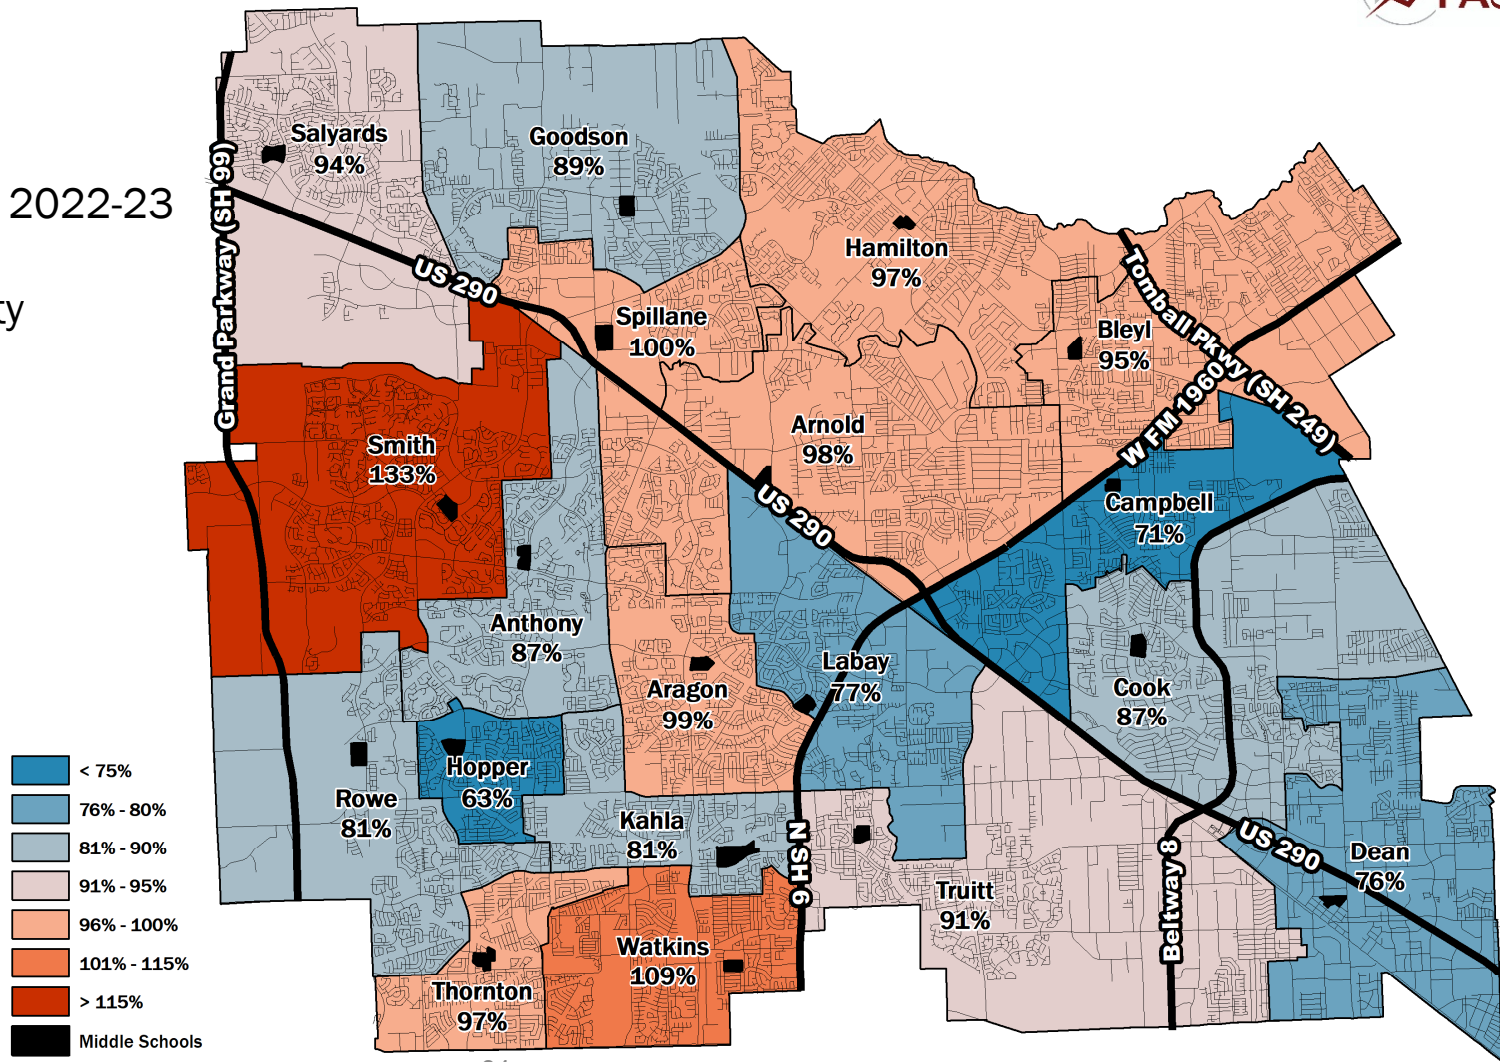 2022-23
ty
Salyards
94%
Goodson
89%
Hamilton
97%
Spillane
100%
Bleyl
95%
Arnold
98%
Smith
133%
Campbell
71%
Anthony
87%
Labay
77%
Aragon
99%
Cook
87%
Hopper
63%
Rowe
81%
Kahla
81%
Dean
76%
Truitt
91%
Watkins
109%
Thornton
97%
Grand Parkway (SH 99)
US 290
US 290
US 290
Tomball Pkwy (SH 249)
W FM 1960
N SH 6
Beltway 8
< 75%
76% - 80%
81% - 90%
91% - 95%
96% - 100%
101% - 115%
> 115%
Middle Schools